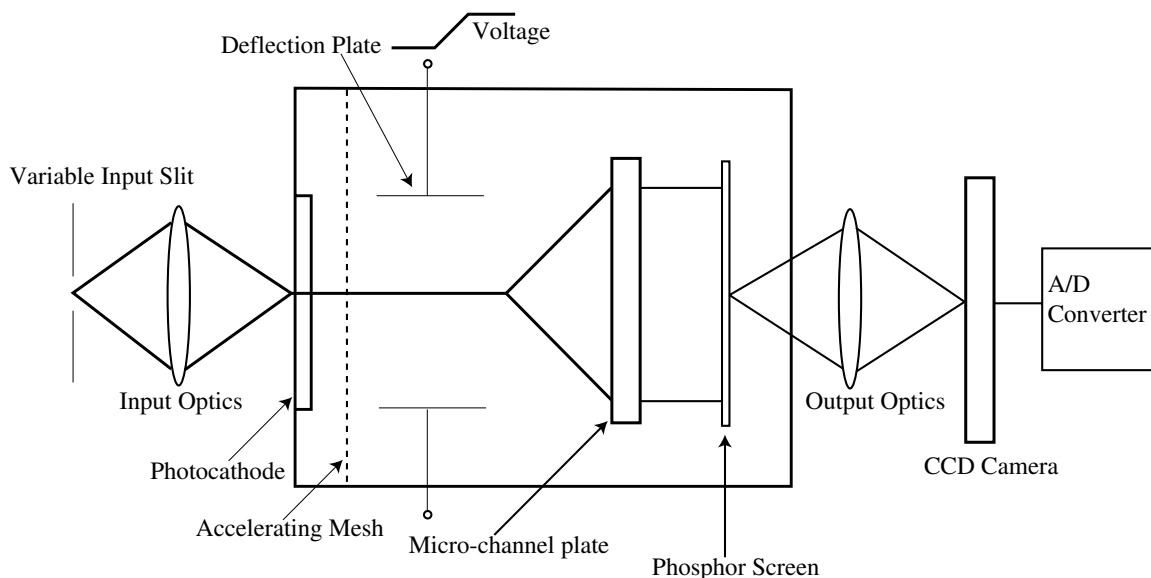 Deflection Plate
Voltage
Variable Input Slit
Input Optics
Photocathode
Accelerating Mesh
Micro-channel plate
Phosphor Screen
Output Optics
CCD Camera
A/D
Converter